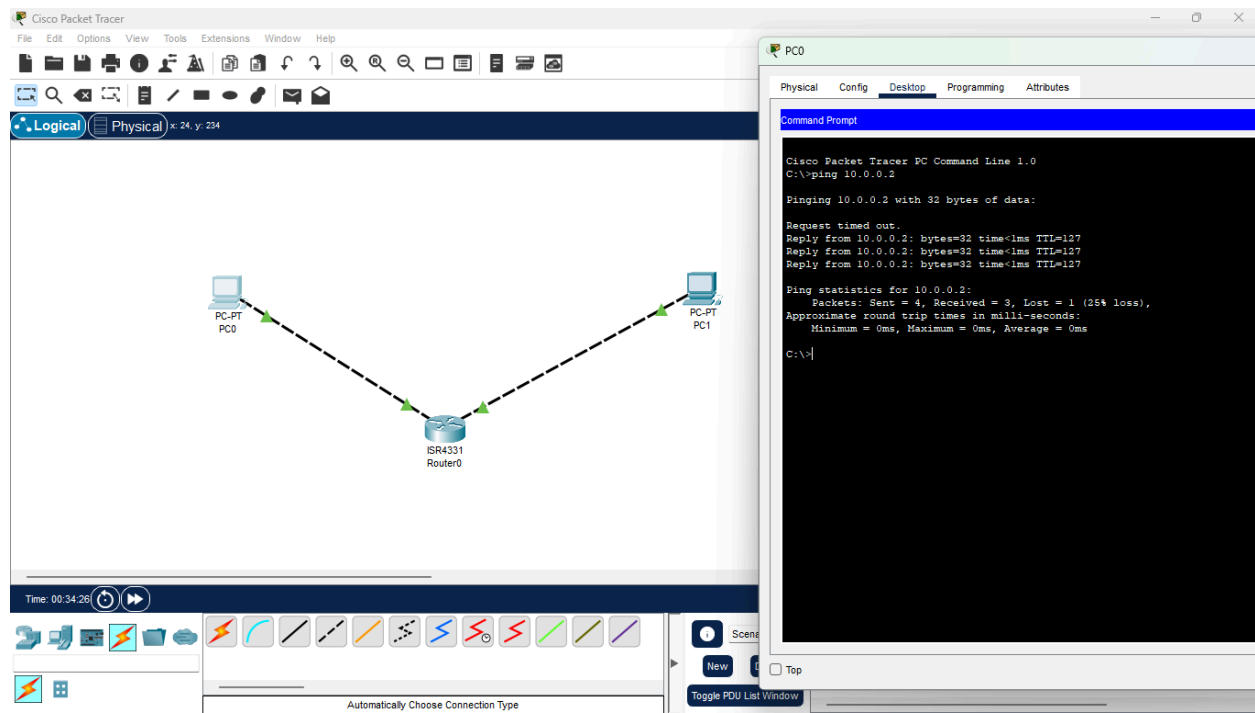 Cisco Packet Tracer
File Edit Options View Tools Extensions Window Help
Logical Physical x: 24, y: 234
PC-PT
PC0
PC-PT
PC1
ISR4331
Router0
Time: 00:34:26
Scena
New
Toggle PDU List Window
Automatically Choose Connection Type
PC0
Physical Config Desktop Programming Attributes
Command Prompt
Cisco Packet Tracer PC Command Line 1.0
C:\>ping 10.0.0.2
Pinging 10.0.0.2 with 32 bytes of data:
Request timed out.
Reply from 10.0.0.2: bytes=32 time<1ms TTL=127
Reply from 10.0.0.2: bytes=32 time<1ms TTL=127
Reply from 10.0.0.2: bytes=32 time<1ms TTL=127
Ping statistics for 10.0.0.2:
Packets: Sent = 4, Received = 3, Lost = 1 (25% loss),
Approximate round trip times in milli-seconds:
Minimum = 0ms, Maximum = 0ms, Average = 0ms
C:\>
Top